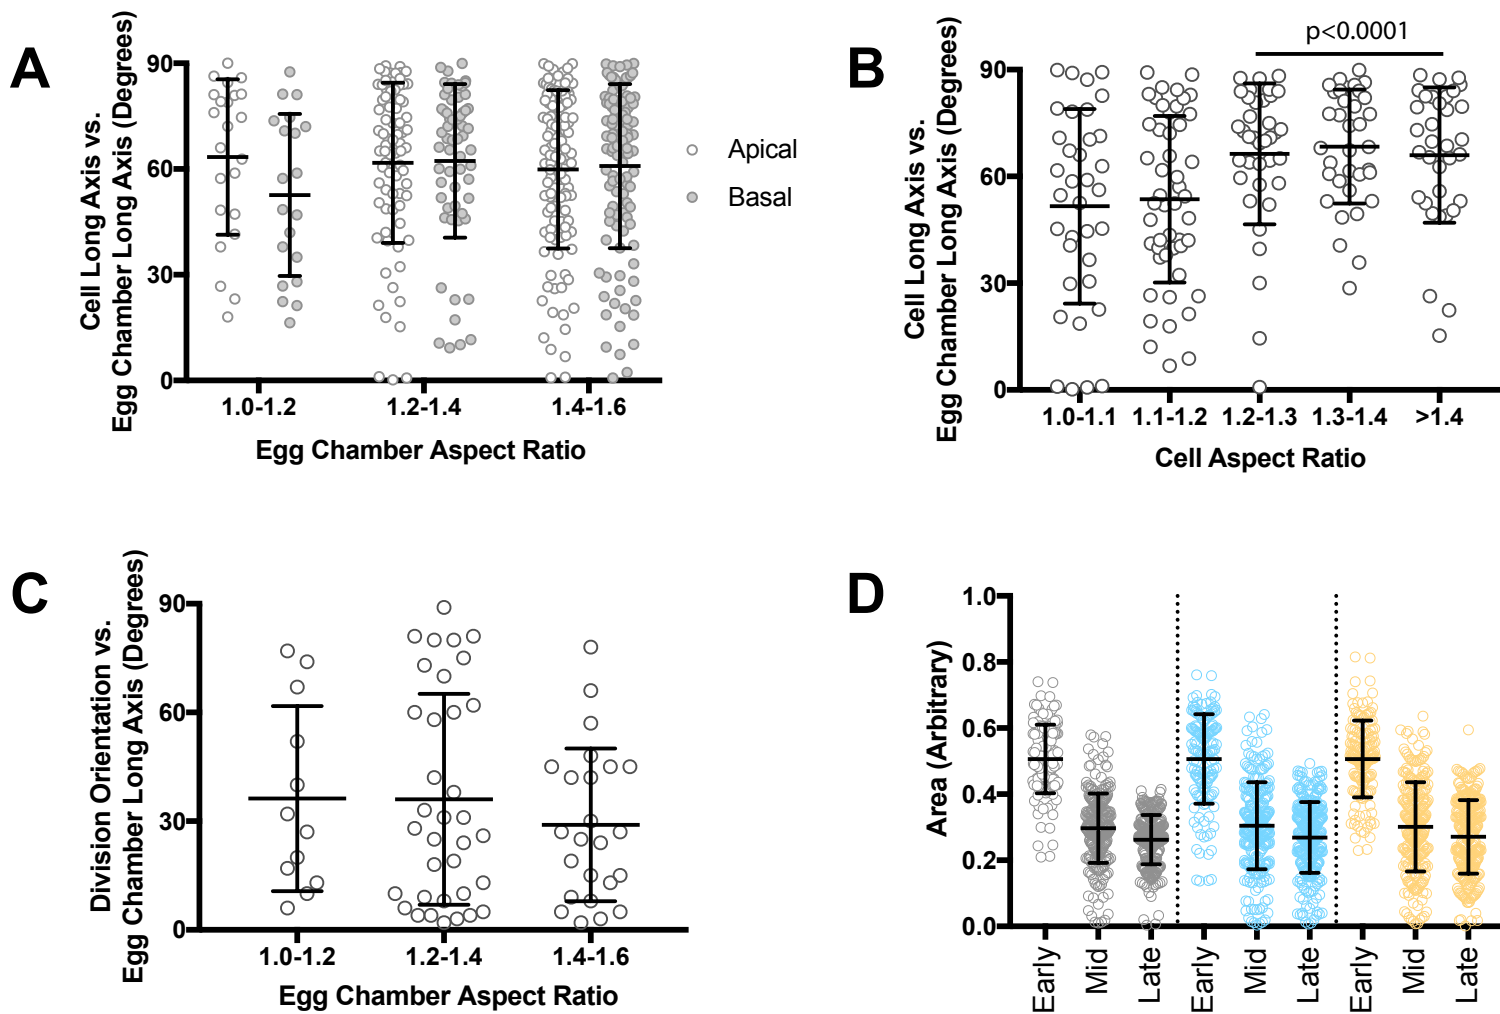 A
Cell Long Axis vs.
Egg Chamber Long Axis (Degrees)
90
60
30
0
1.0-1.2
1.2-1.4
1.4-1.6
Egg Chamber Aspect Ratio
Apical
Basal
B
p<0.0001
Cell Long Axis vs.
Egg Chamber Long Axis (Degrees)
90
60
30
0
1.0-1.1
1.1-1.2
1.2-1.3
1.3-1.4
>1.4
Cell Aspect Ratio
C
Division Orientation vs.
Egg Chamber Long Axis (Degrees)
90
60
30
0
1.0-1.2
1.2-1.4
1.4-1.6
Egg Chamber Aspect Ratio
D
Area (Arbitrary)
1.0
0.8
0.6
0.4
0.2
0.0
Early
Mid
Late
Early
Mid
Late
Early
Mid
Late